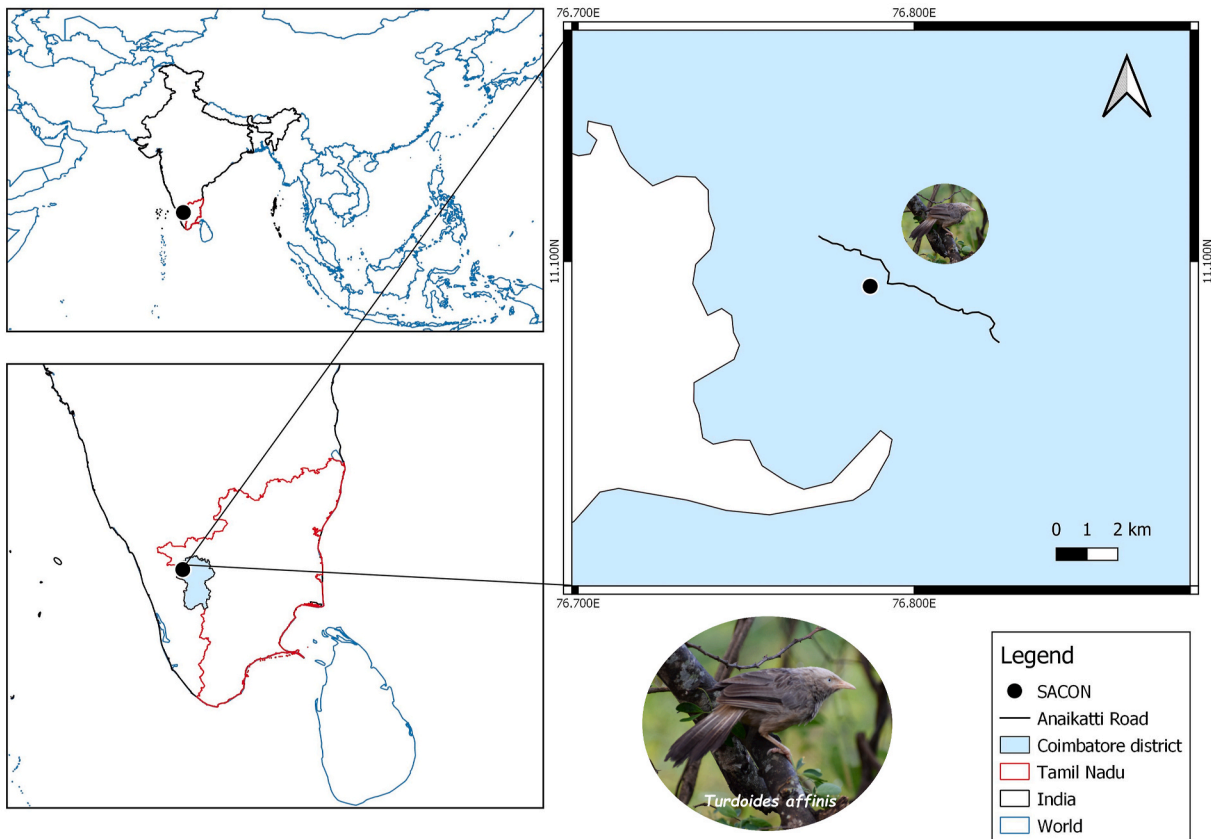 76.700E
76.800E
11.100N
11.100N
0 1 2 km
76.700E
76.800E
Turdoides affinis
Legend
SACON
Anaikatti Road
Coimbatore district
Tamil Nadu
India
World